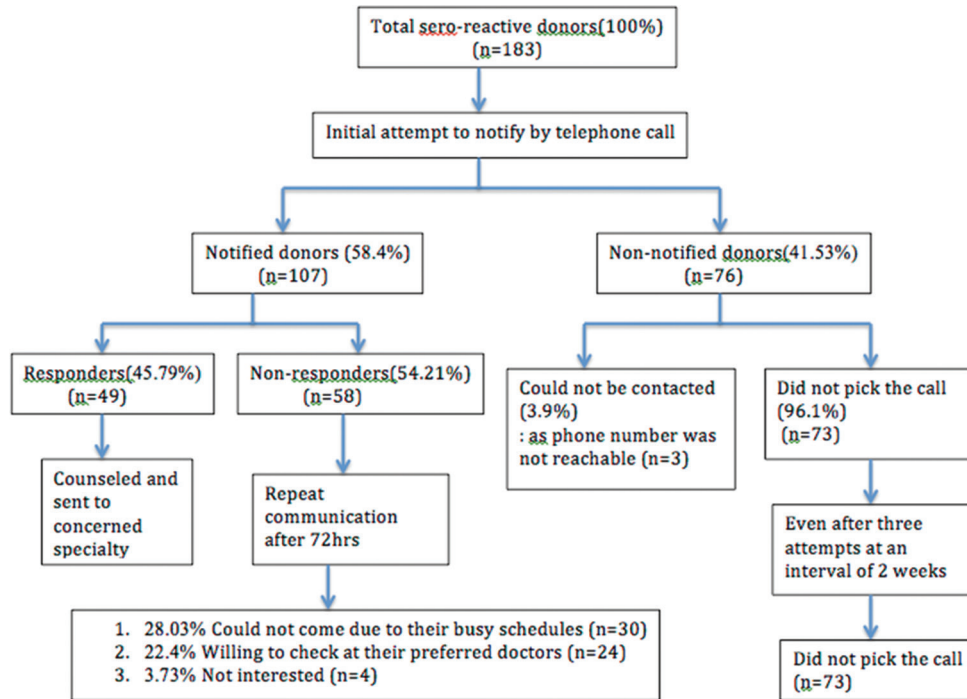 Total sero-reactive donors(100%)
(n=183)
Initial attempt to notify by telephone call
Notified donors (58.4%)
(n=107)
Non-notified donors(41.53%)
(n=76)
Responders(45.79%)
(n=49)
Non-responders(54.21%)
(n=58)
Could not be contacted
(3.9%)
: as phone number was
not reachable (n=3)
Did not pick the call
(96.1%)
(n=73)
Counseled and
sent to
concerned
specialty
Repeat
communication
after 72hrs
Even after three
attempts at an
interval of 2 weeks
1. 28.03% Could not come due to their busy schedules (n=30)
2. 22.4% Willing to check at their preferred doctors (n=24)
3. 3.73% Not interested (n=4)
Did not pick the call
(n=73)